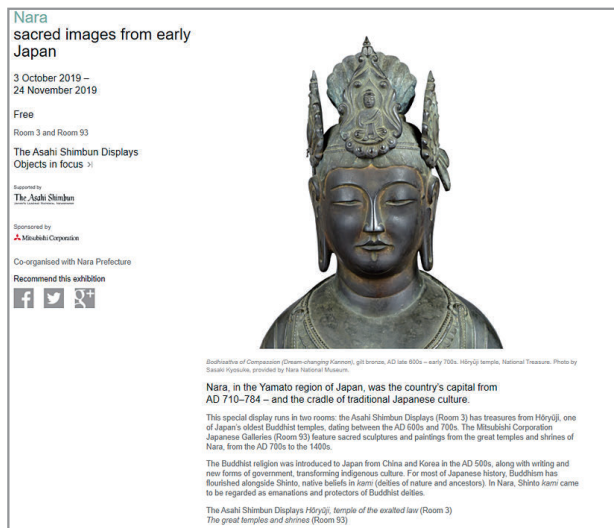 Nara
sacred images from early
Japan
3 October 2019 –
24 November 2019
Free
Room 3 and Room 93
The Asahi Shimbun Displays
Objects in focus
Supported by
The Asahi Shimbun
Sponsored by
Mitsubishi Corporation
Co-organised with Nara Prefecture
Recommend this exhibition
Bodhisattva of Compassion (Dream-changing Kannon), gilt bronze, AD late 600s – early 700s. Hōryūji temple, National Treasure. Photo by
Sasaki Kyosuke, provided by Nara National Museum.
Nara, in the Yamato region of Japan, was the country's capital from
AD 710–784 – and the cradle of traditional Japanese culture.
This special display runs in two rooms: the Asahi Shimbun Displays (Room 3) has treasures from Hōryūji, one
of Japan's oldest Buddhist temples, dating between the AD 600s and 700s. The Mitsubishi Corporation
Japanese Galleries (Room 93) feature sacred sculptures and paintings from the great temples and shrines of
Nara, from the AD 700s to the 1400s.
The Buddhist religion was introduced to Japan from China and Korea in the AD 500s, along with writing and
new forms of government, transforming indigenous culture. For most of Japanese history, Buddhism has
flourished alongside Shinto, native beliefs in kami (deities of nature and ancestors). In Nara, Shinto kami came
to be regarded as emanations and protectors of Buddhist deities.
The Asahi Shimbun Displays Hōryūji, temple of the exalted law (Room 3)
The great temples and shrines (Room 93)